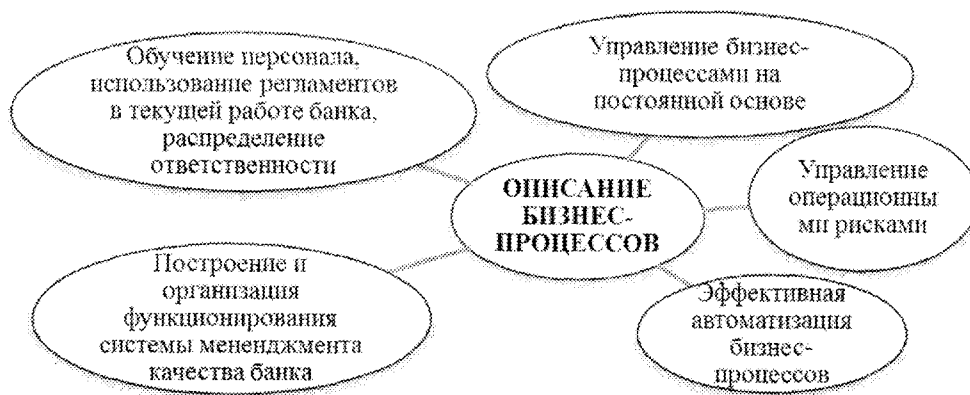 Обучение персонала,
использование регламентов
в текущей работе банка,
распределение
ответственности
Управление бизнес-
процессами на
постоянной основе
ОПИСАНИЕ
БИЗНЕС-
ПРОЦЕССОВ
Управление
операционны
ми рисками
Построение и
организация
функционирования
системы мененджмента
качества банка
Эффективная
автоматизация
бизнес-
процессов